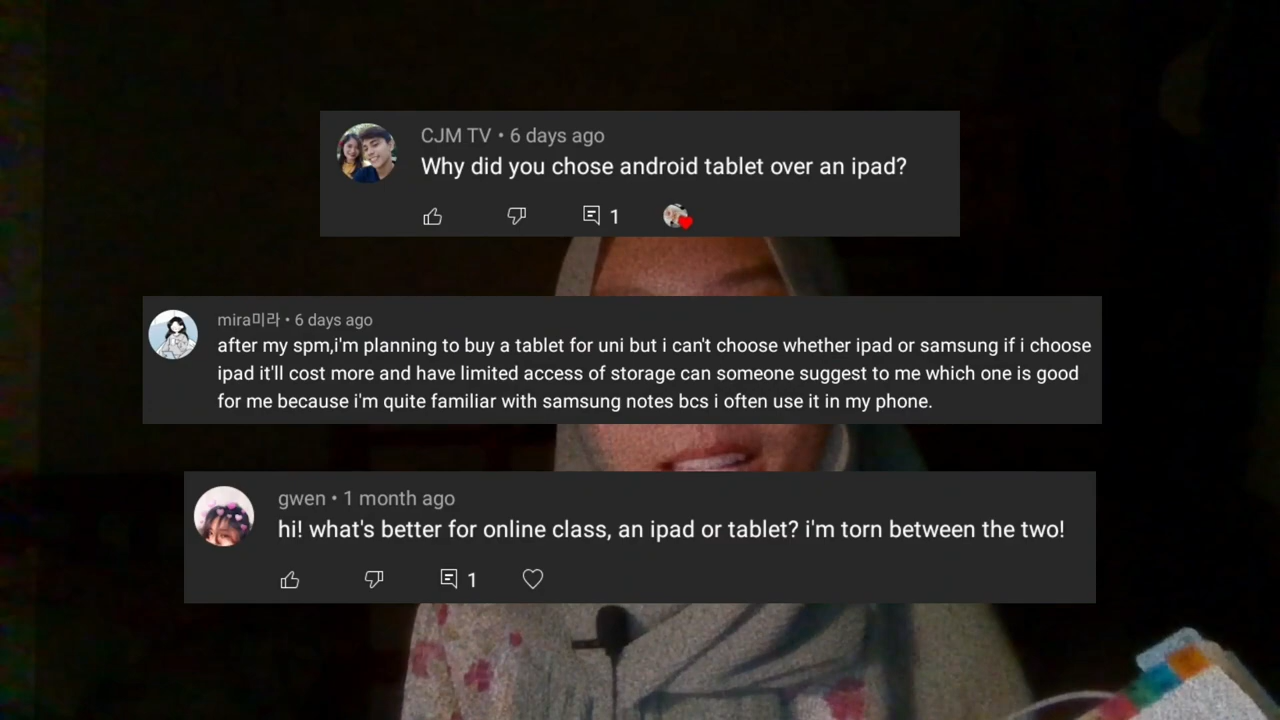 CJM TV • 6 days ago
Why did you chose android tablet over an ipad?
1
mira미라 • 6 days ago
after my spm,i'm planning to buy a tablet for uni but i can't choose whether ipad or samsung if i choose
ipad it'll cost more and have limited access of storage can someone suggest to me which one is good
for me because i'm quite familiar with samsung notes bcs i often use it in my phone.
gwen • 1 month ago
hi! what's better for online class, an ipad or tablet? i'm torn between the two!
1